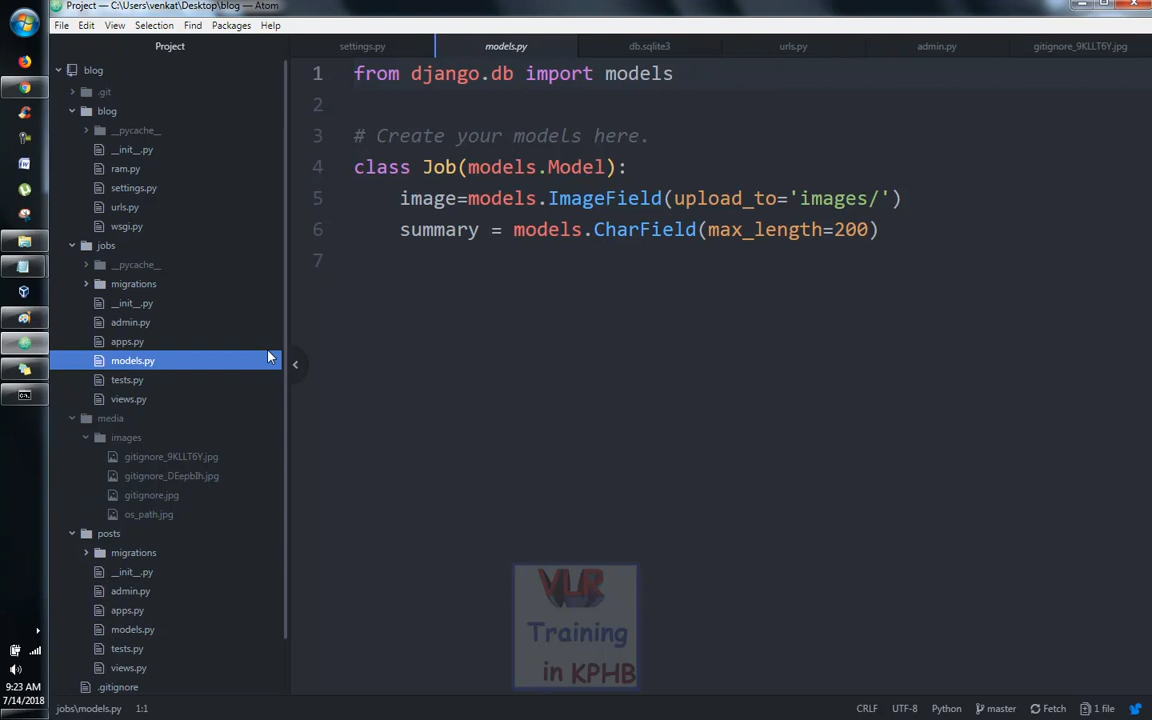 Project — C:\Users\venkat\Desktop\blog — Atom
File Edit View Selection Find Packages Help
Project
settings.py
models.py
db.sqlite3
urls.py
admin.py
gitignore_9KLLT6Y.jpg
blog
.git
blog
__pycache__
__init__.py
ram.py
settings.py
urls.py
wsgi.py
jobs
__pycache__
migrations
__init__.py
admin.py
apps.py
models.py
tests.py
views.py
media
images
gitignore_9KLLT6Y.jpg
gitignore_DEepbIh.jpg
gitignore.jpg
os_path.jpg
posts
migrations
__init__.py
admin.py
apps.py
models.py
tests.py
views.py
.gitignore
1 from django.db import models
2
3 # Create your models here.
4 class Job(models.Model):
5 image=models.ImageField(upload_to='images/')
6 summary = models.CharField(max_length=200)
7
VLR
Training
in KPHB
9:23 AM
7/14/2018
jobs\models.py 1:1
CRLF UTF-8 Python master Fetch 1 file